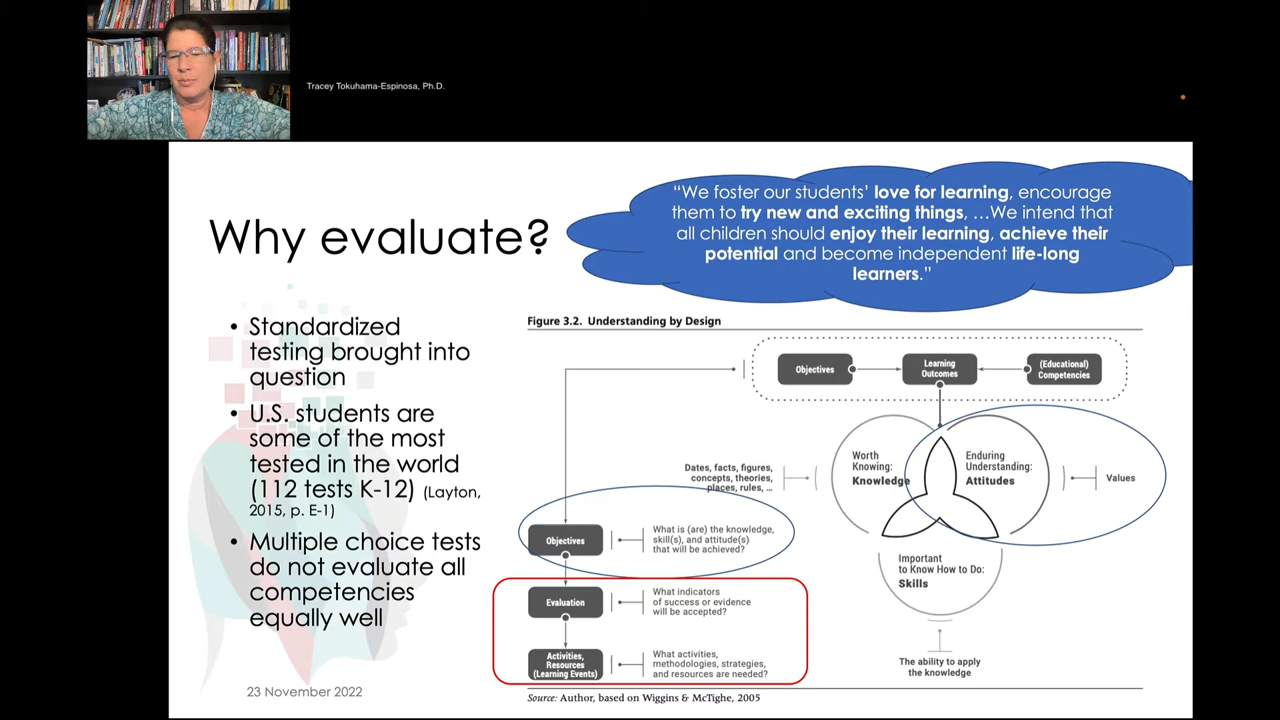 Tracey Tokuhama-Espinosa, Ph.D.
Why evaluate?
“We foster our students’ love for learning, encourage
them to try new and exciting things, …We intend that
all children should enjoy their learning, achieve their
potential and become independent life-long
learners.”
• Standardized
testing brought into
question
• U.S. students are
some of the most
tested in the world
(112 tests K-12) (Layton,
2015, p. E-1)
• Multiple choice tests
do not evaluate all
competencies
equally well
23 November 2022
Figure 3.2. Understanding by Design
Objectives
Learning
Outcomes
(Educational)
Competencies
Dates, facts, figures,
concepts, theories,
places, rules, ...
Worth
Knowing:
Knowledge
Enduring
Understanding:
Attitudes
Values
Important
to Know How to Do:
Skills
The ability to apply
the knowledge
Objectives
What is (are) the knowledge,
skill(s), and attitude(s)
that will be achieved?
Evaluation
What indicators
of success or evidence
will be accepted?
Activities,
Resources
(Learning Events)
What activities,
methodologies, strategies,
and resources are needed?
Source: Author, based on Wiggins & McTighe, 2005